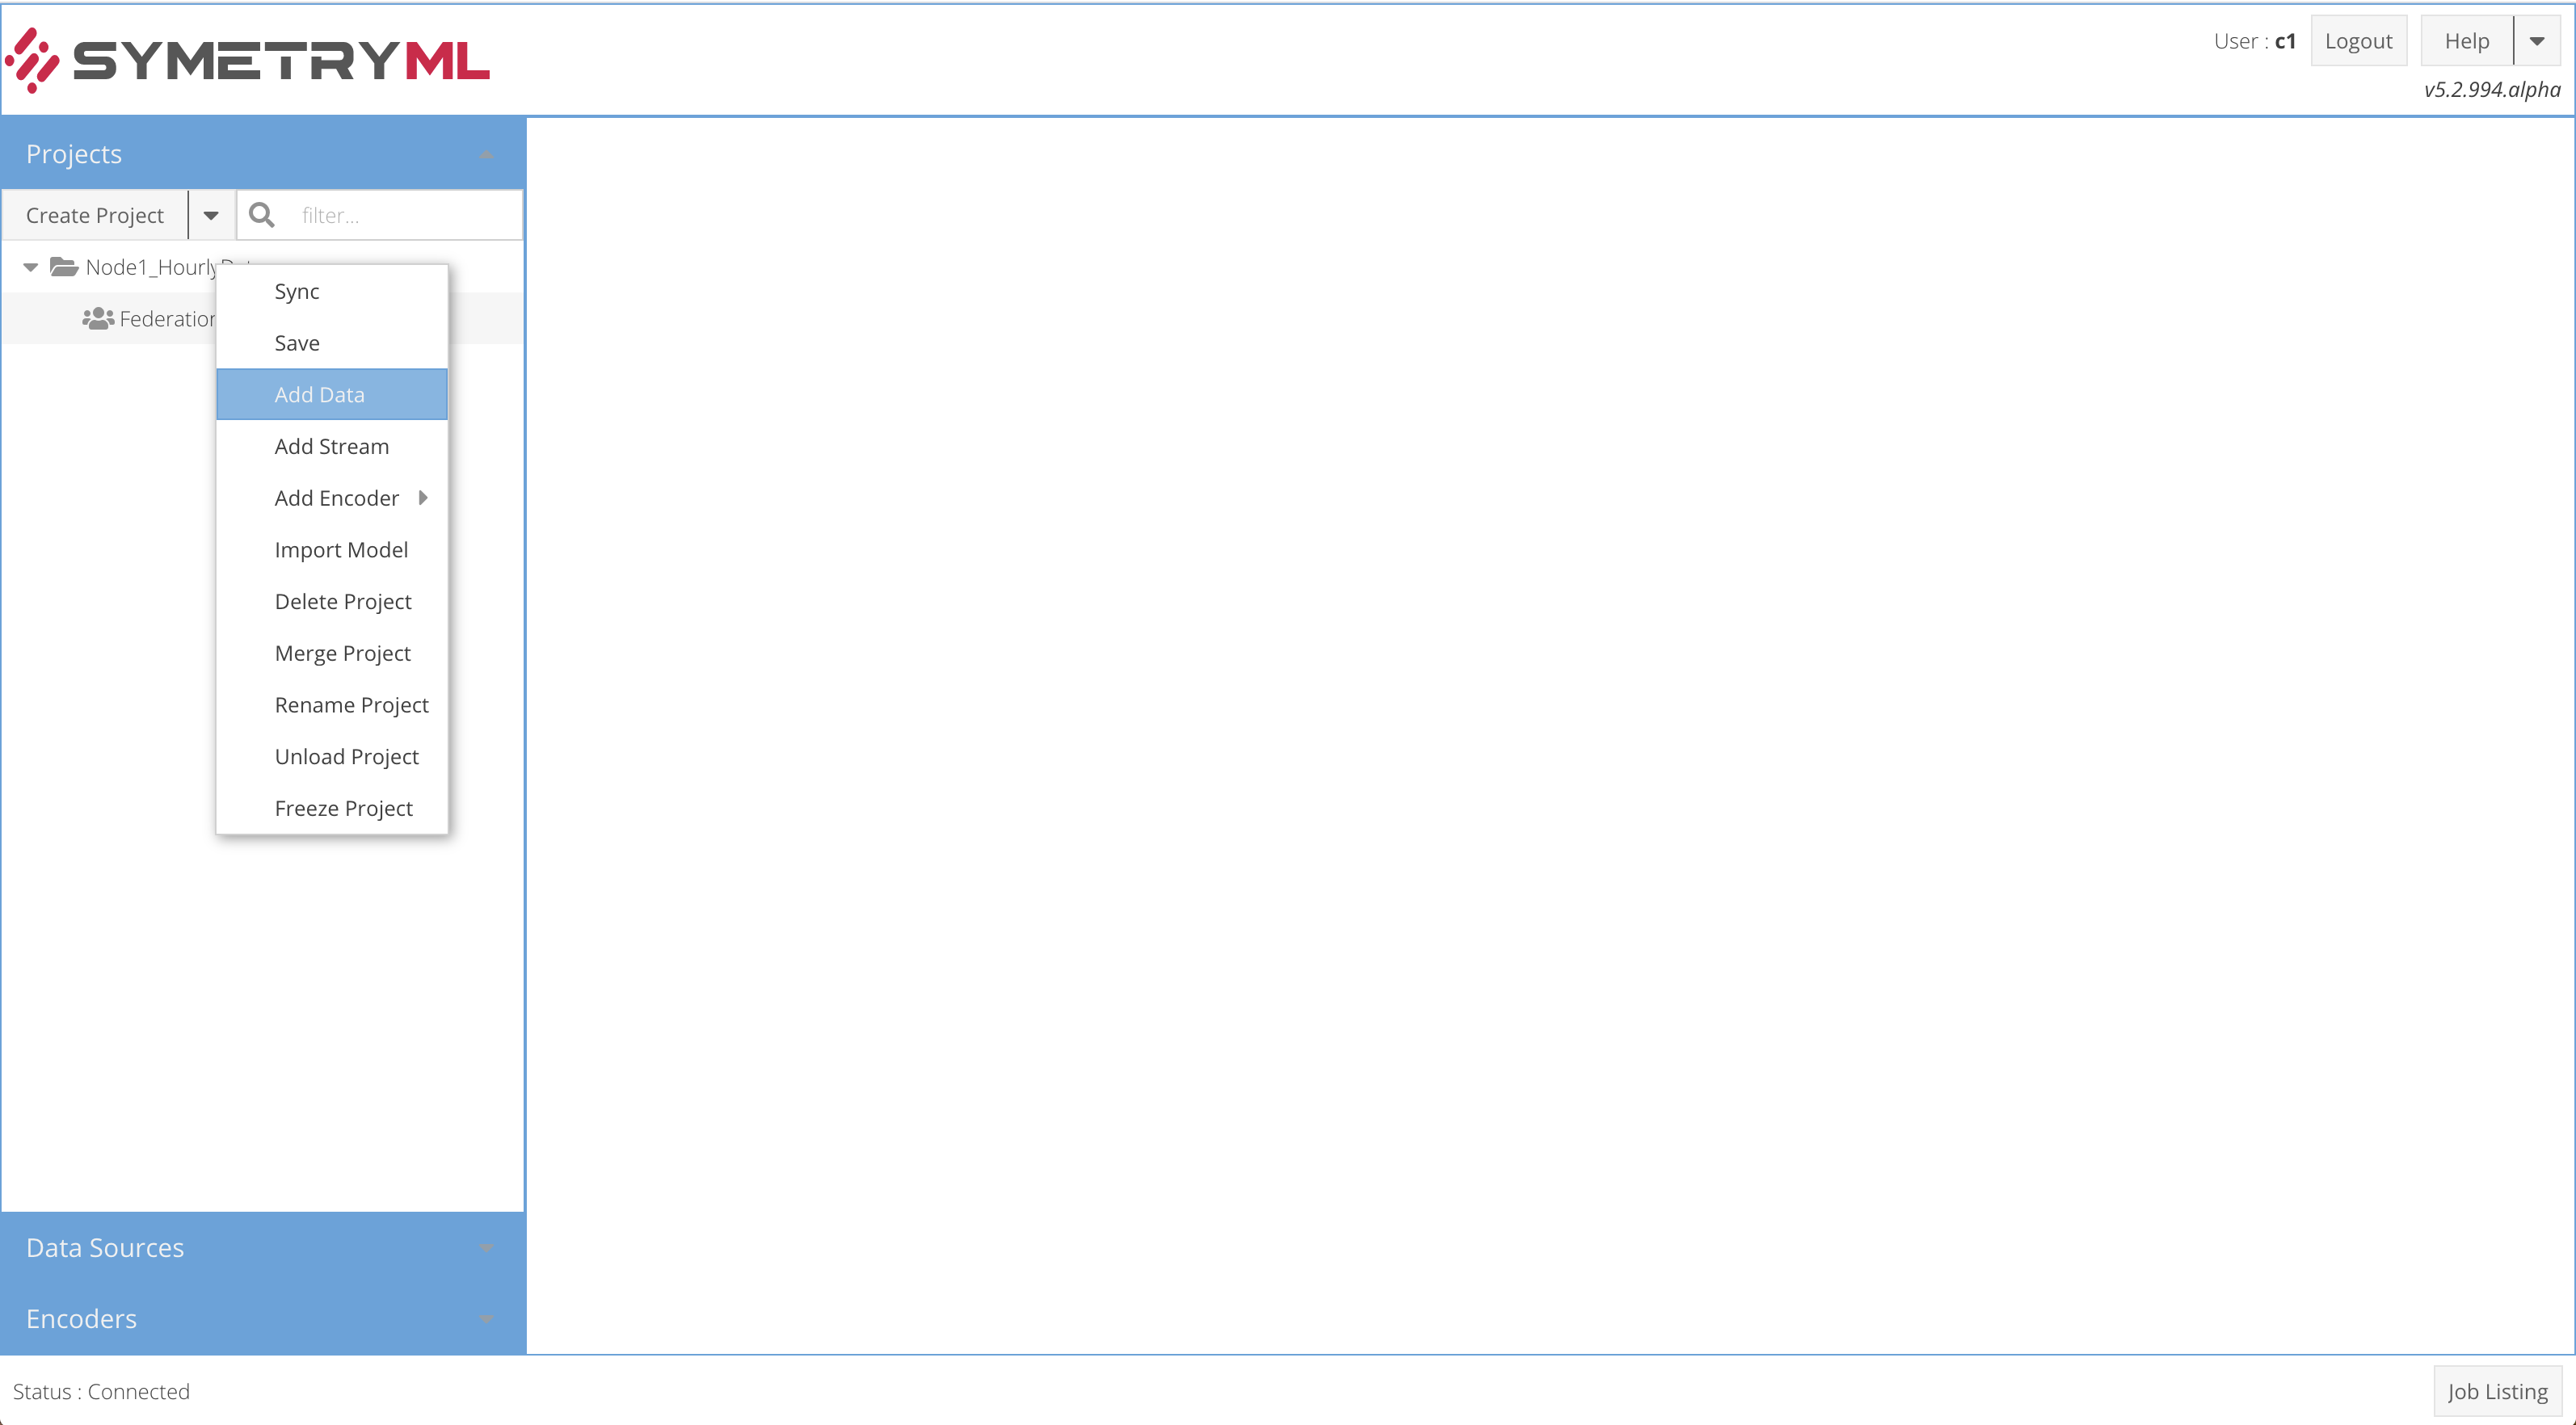 SYMETRYML
User : c1 Logout Help
v5.2.994.alpha
Projects
Create Project filter...
Node1_Hourly
Federation
Sync
Save
Add Data
Add Stream
Add Encoder
Import Model
Delete Project
Merge Project
Rename Project
Unload Project
Freeze Project
Data Sources
Encoders
Status : Connected Job Listing